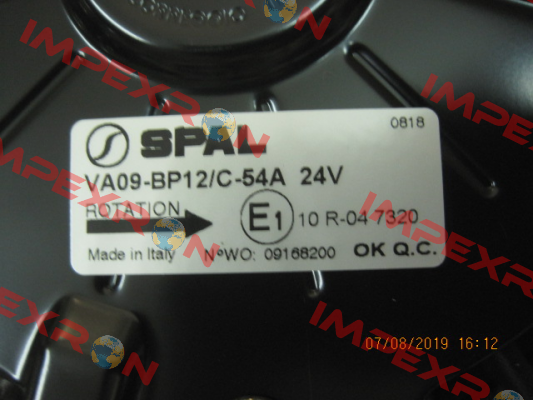 0818
SPAL
VA09-BP12/C-54A 24V
ROTATION
E1 10 R-04 7320
Made in Italy N°WO: 09168200 OK Q.C.
07/08/2019 16:12
IMPEXRON
IMPEXRON
IMPEXRON
IMPEXRON